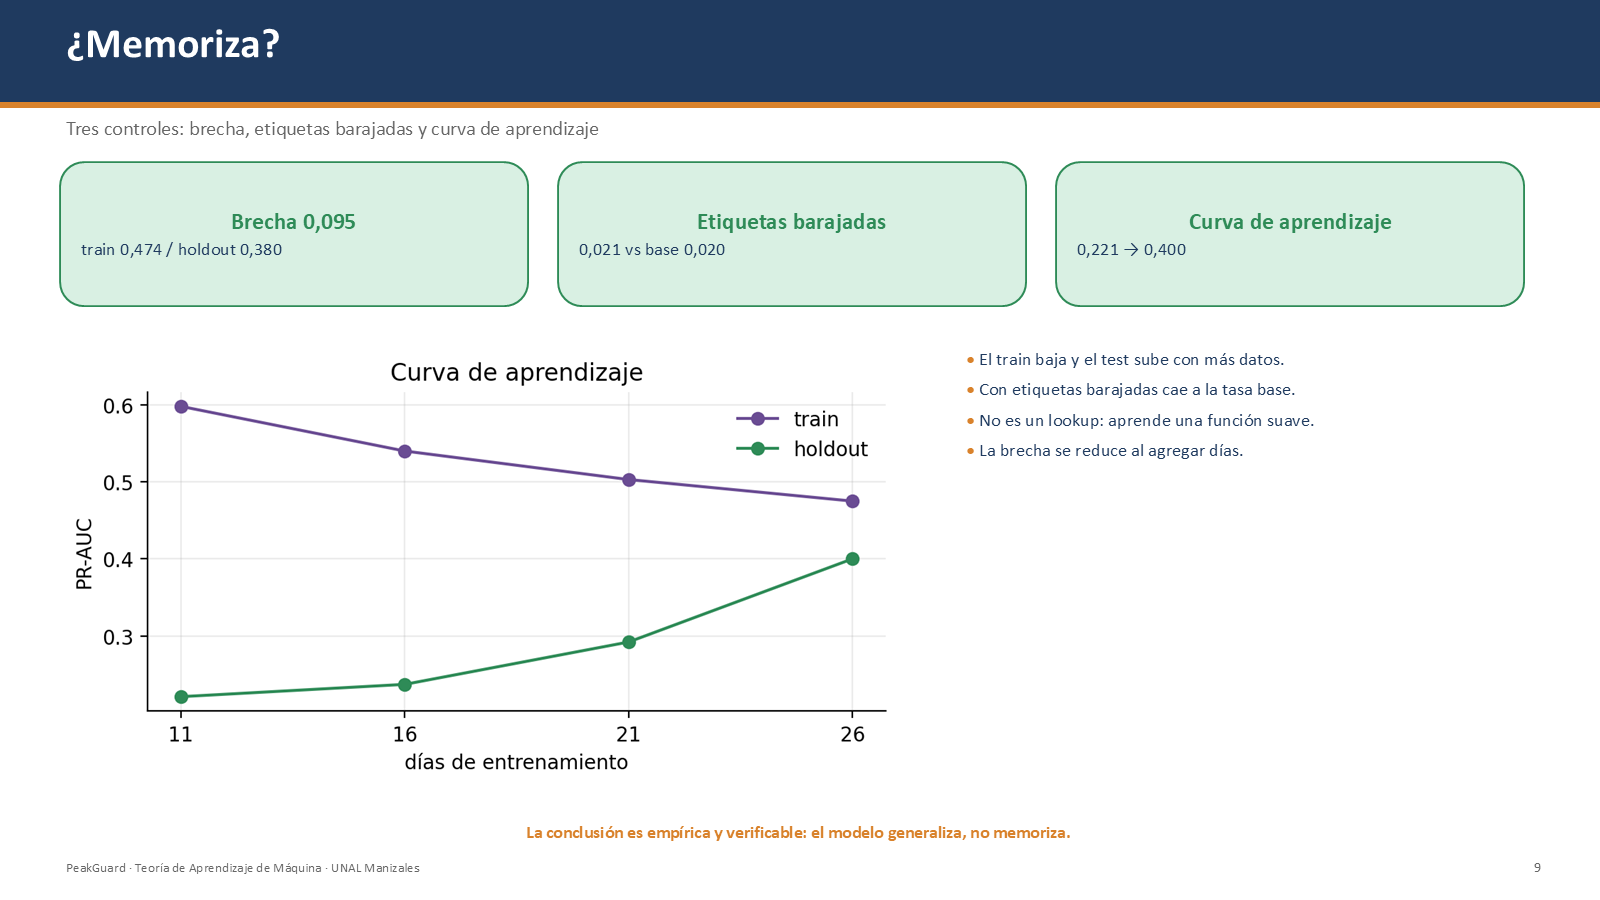 ¿Memoriza?
Tres controles: brecha, etiquetas barajadas y curva de aprendizaje
Brecha 0,095
train 0,474 / holdout 0,380
Etiquetas barajadas
0,021 vs base 0,020
Curva de aprendizaje
0,221 → 0,400
Curva de aprendizaje
0.6
0.5
0.4
0.3
PR-AUC
train
holdout
11 16 21 26
días de entrenamiento
• El train baja y el test sube con más datos.
• Con etiquetas barajadas cae a la tasa base.
• No es un lookup: aprende una función suave.
• La brecha se reduce al agregar días.
La conclusión es empírica y verificable: el modelo generaliza, no memoriza.
PeakGuard · Teoría de Aprendizaje de Máquina · UNAL Manizales
9